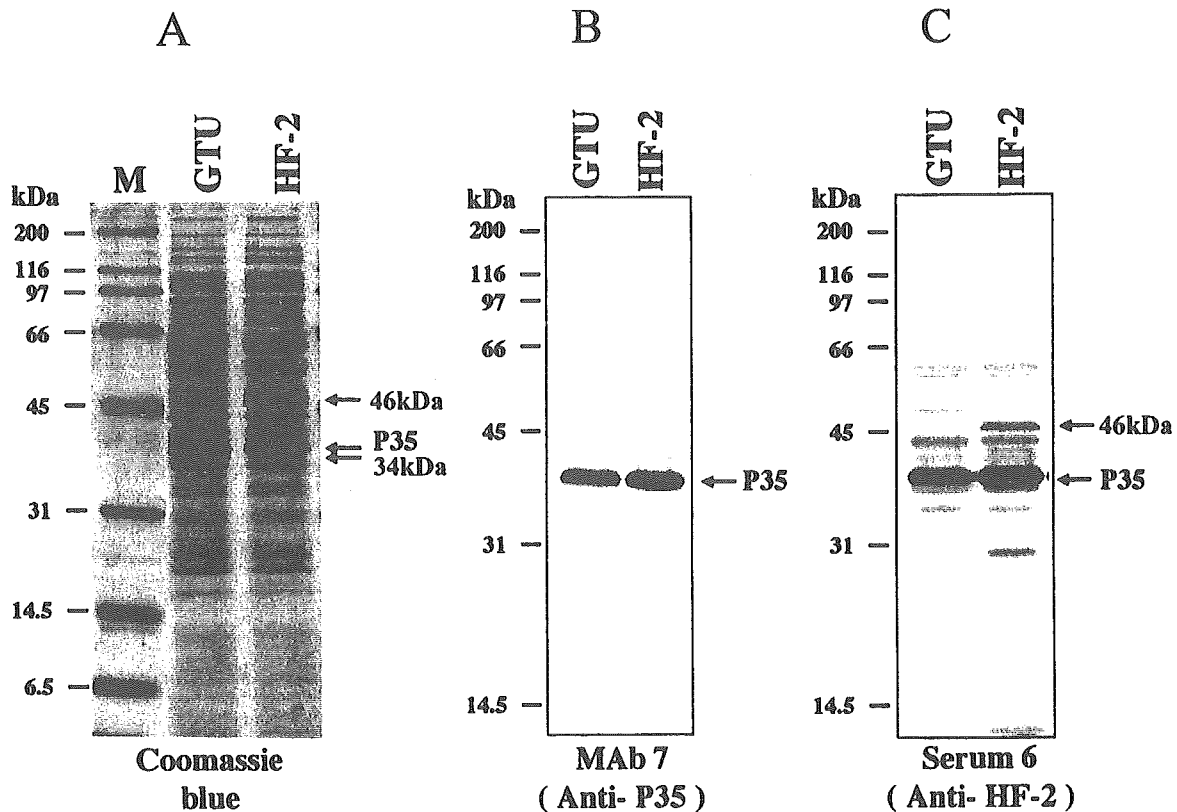 A
B
C
kDa
M
GTU
HF-2
200
116
97
66
45
31
14.5
6.5
46kDa
P35
34kDa
Coomassie
blue
kDa
GTU
HF-2
200
116
97
66
45
31
14.5
P35
MAb 7
( Anti- P35 )
kDa
GTU
HF-2
200
116
97
66
45
31
14.5
46kDa
P35
Serum 6
( Anti- HF-2 )